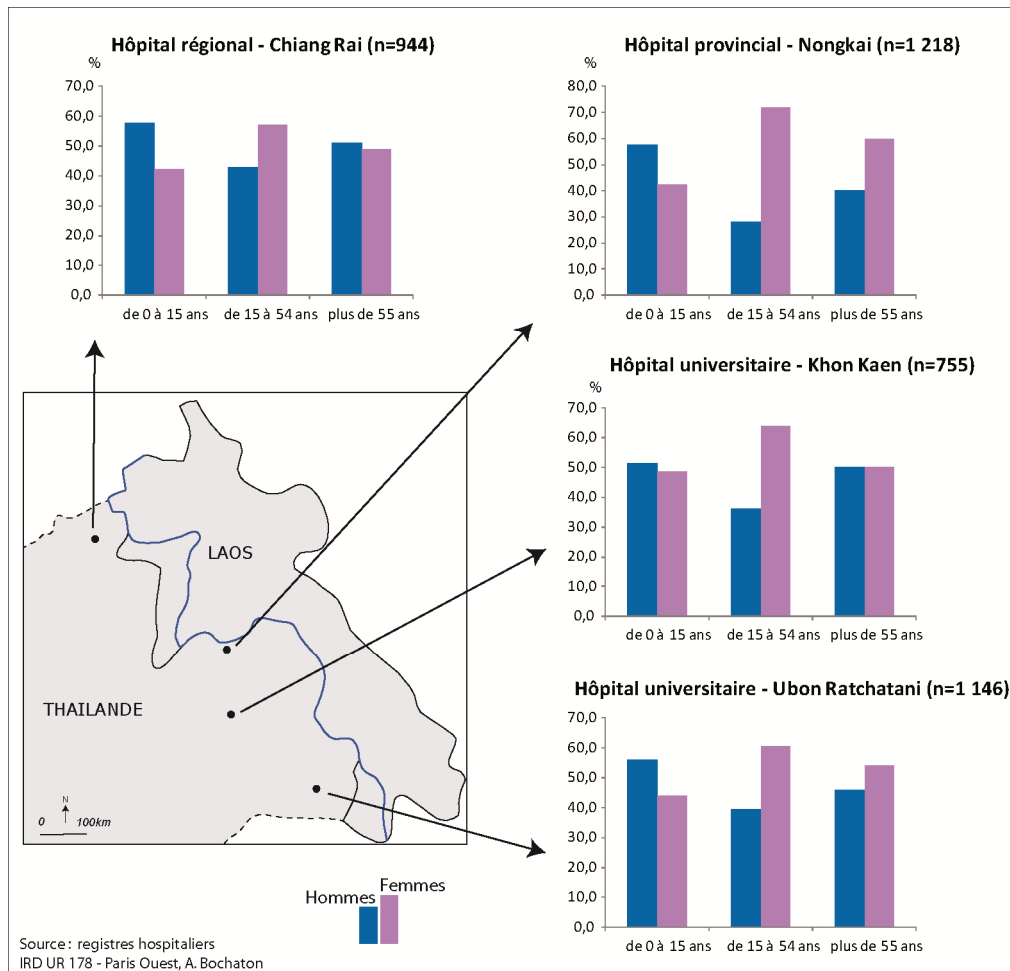 Hôpital régional - Chiang Rai (n=944)
%
70,0
60,0
50,0
40,0
30,0
20,0
10,0
0,0
de 0 à 15 ans de 15 à 54 ans plus de 55 ans
Hôpital provincial - Nongkai (n=1 218)
%
80,0
70,0
60,0
50,0
40,0
30,0
20,0
10,0
0,0
de 0 à 15 ans de 15 à 54 ans plus de 55 ans
Hôpital universitaire - Khon Kaen (n=755)
%
70,0
60,0
50,0
40,0
30,0
20,0
10,0
0,0
de 0 à 15 ans de 15 à 54 ans plus de 55 ans
Hôpital universitaire - Ubon Ratchatani (n=1 146)
70,0
60,0
50,0
40,0
30,0
20,0
10,0
0,0
de 0 à 15 ans de 15 à 54 ans plus de 55 ans
LAOS
THAILANDE
N
0 100km
Hommes Femmes
Source : registres hospitaliers
IRD UR 178 - Paris Ouest, A. Bochaton